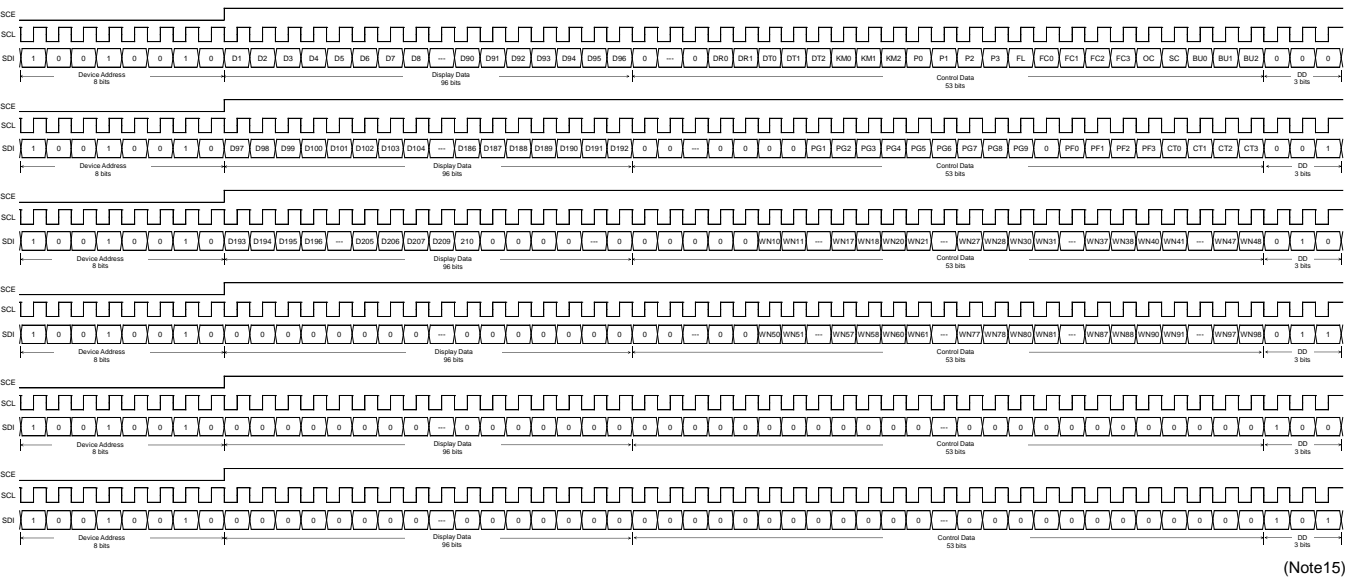 SCE
SCL
SDI 1 0 0 1 0 0 1 0 D1 D2 D3 D4 D5 D6 D7 D8 --- D90 D91 D92 D93 D94 D95 D96 0 --- 0 DR0 DR1 DT0 DT1 DT2 KM0 KM1 KM2 P0 P1 P2 P3 FL FC0 FC1 FC2 FC3 OC SC BU0 BU1 BU2 0 0 0
Device Address Display Data Control Data DD
8 bits 96 bits 53 bits 3 bits
SCE
SCL
SDI 1 0 0 1 0 0 1 0 D97 D98 D99 D100 D101 D102 D103 D104 --- D186 D187 D188 D189 D190 D191 D192 0 0 --- 0 0 0 0 PG1 PG2 PG3 PG4 PG5 PG6 PG7 PG8 PG9 0 PF0 PF1 PF2 PF3 CT0 CT1 CT2 CT3 0 0 1
Device Address Display Data Control Data DD
8 bits 96 bits 53 bits 3 bits
SCE
SCL
SDI 1 0 0 1 0 0 1 0 D193 D194 D195 D196 --- D205 D206 D207 D209 210 0 0 0 0 --- 0 0 0 0 0 0 WN10 WN11 --- WN17 WN18 WN20 WN21 --- WN27 WN28 WN30 WN31 --- WN37 WN38 WN40 WN41 --- WN47 WN48 0 1 0
Device Address Display Data Control Data DD
8 bits 96 bits 53 bits 3 bits
SCE
SCL
SDI 1 0 0 1 0 0 1 0 0 0 0 0 0 0 0 0 --- 0 0 0 0 0 0 0 0 --- 0 0 0 WN50 WN51 --- WN57 WN58 WN60 WN61 --- WN77 WN78 WN80 WN81 --- WN87 WN88 WN90 WN91 --- WN97 WN98 0 1 1
Device Address Display Data Control Data DD
8 bits 96 bits 53 bits 3 bits
SCE
SCL
SDI 1 0 0 1 0 0 1 0 0 0 0 0 0 0 0 0 --- 0 0 0 0 0 0 0 0 0 0 0 0 0 0 0 0 0 0 0 --- 0 0 0 0 0 0 0 0 0 0 0 0 1 0 0
Device Address Display Data Control Data DD
8 bits 96 bits 53 bits 3 bits
SCE
SCL
SDI 1 0 0 1 0 0 1 0 0 0 0 0 0 0 0 0 --- 0 0 0 0 0 0 0 0 0 0 0 0 0 0 0 0 0 0 0 --- 0 0 0 0 0 0 0 0 0 0 0 0 1 0 1
Device Address Display Data Control Data DD
8 bits 96 bits 53 bits 3 bits
(Note15)